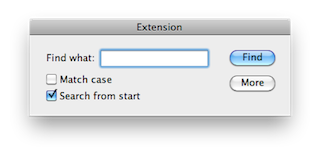 Extension
Find what:
Find
Match case
More
Search from start